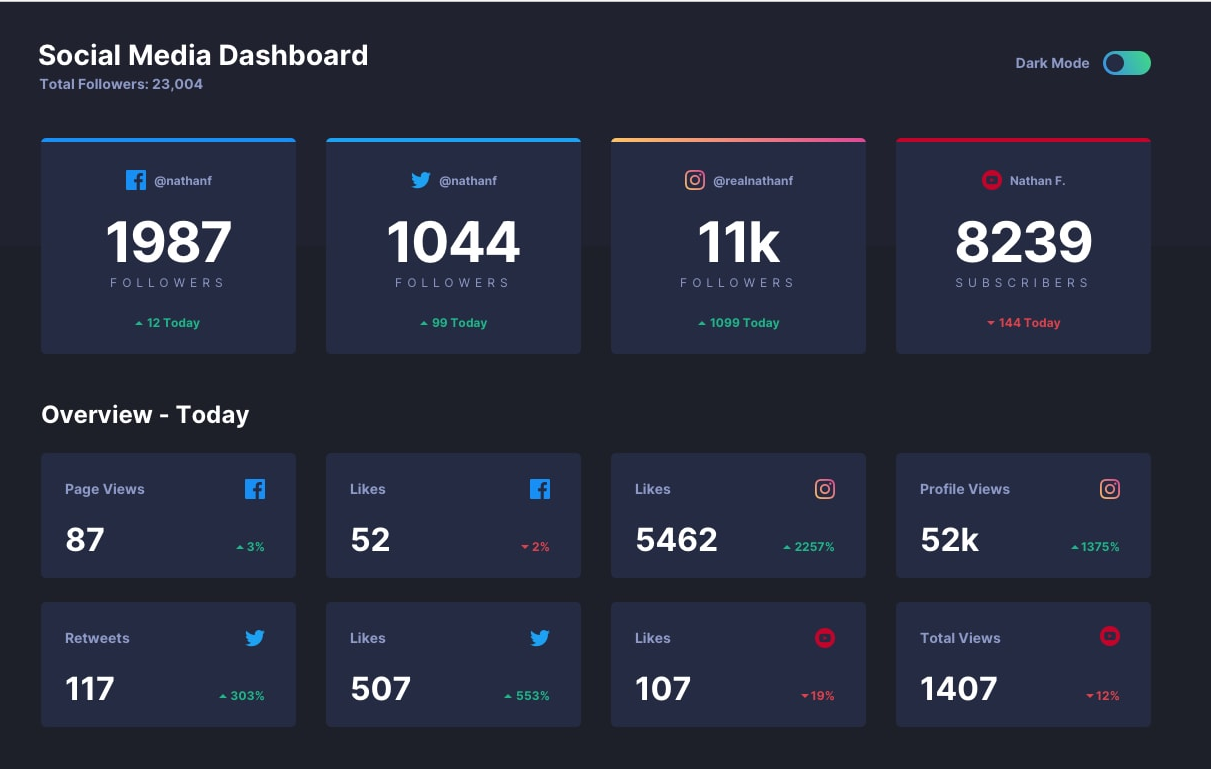 Social Media Dashboard
Total Followers: 23,004
Dark Mode
@nathanf
1987
FOLLOWERS
12 Today
@nathanf
1044
FOLLOWERS
99 Today
@realnathanf
11k
FOLLOWERS
1099 Today
Nathan F.
8239
SUBSCRIBERS
144 Today
Overview - Today
Page Views
87
3%
Likes
52
2%
Likes
5462
2257%
Profile Views
52k
1375%
Retweets
117
303%
Likes
507
553%
Likes
107
19%
Total Views
1407
12%